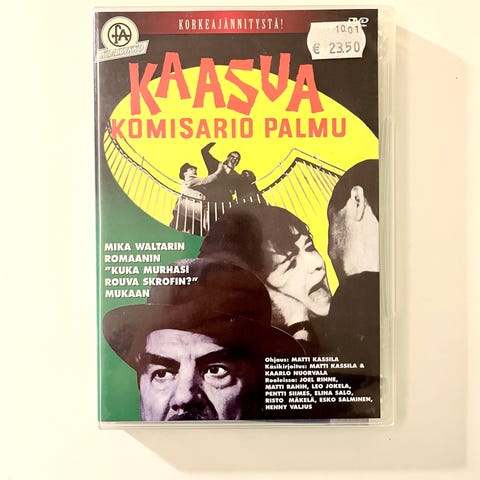 KORKEAJÄNNITYSTÄ!
10.01
€ 23.50
KAASUA
KOMISARIO PALMU
MIKA WALTARIN
ROMAANIN
"KUKA MURHASI
ROUVA SKROFIN?"
MUKAAN
Ohjaus: MATTI KASSILA
Käsikirjoitus: MATTI KASSILA &
KAARLO NUORVALA
Rooleissa: JOEL RINNE,
MATTI RANIN, LEO JOKELA,
PENTTI SIIMES, ELINA SALO,
RISTO MÄKELÄ, ESKO SALMINEN,
HENNY VALJUS